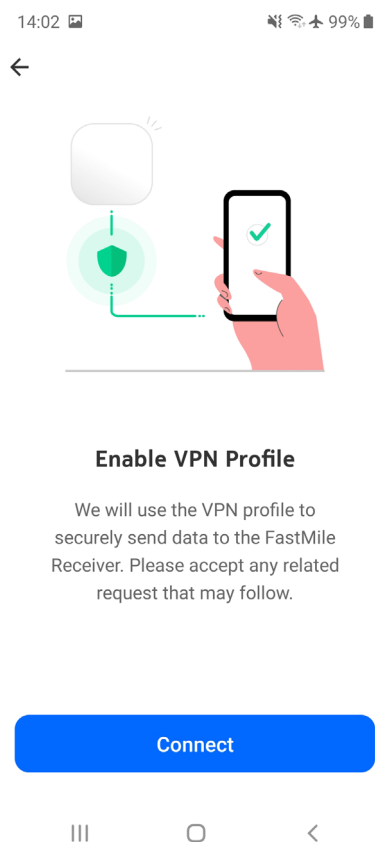 14:02 99%
Enable VPN Profile
We will use the VPN profile to
securely send data to the FastMile
Receiver. Please accept any related
request that may follow.
Connect